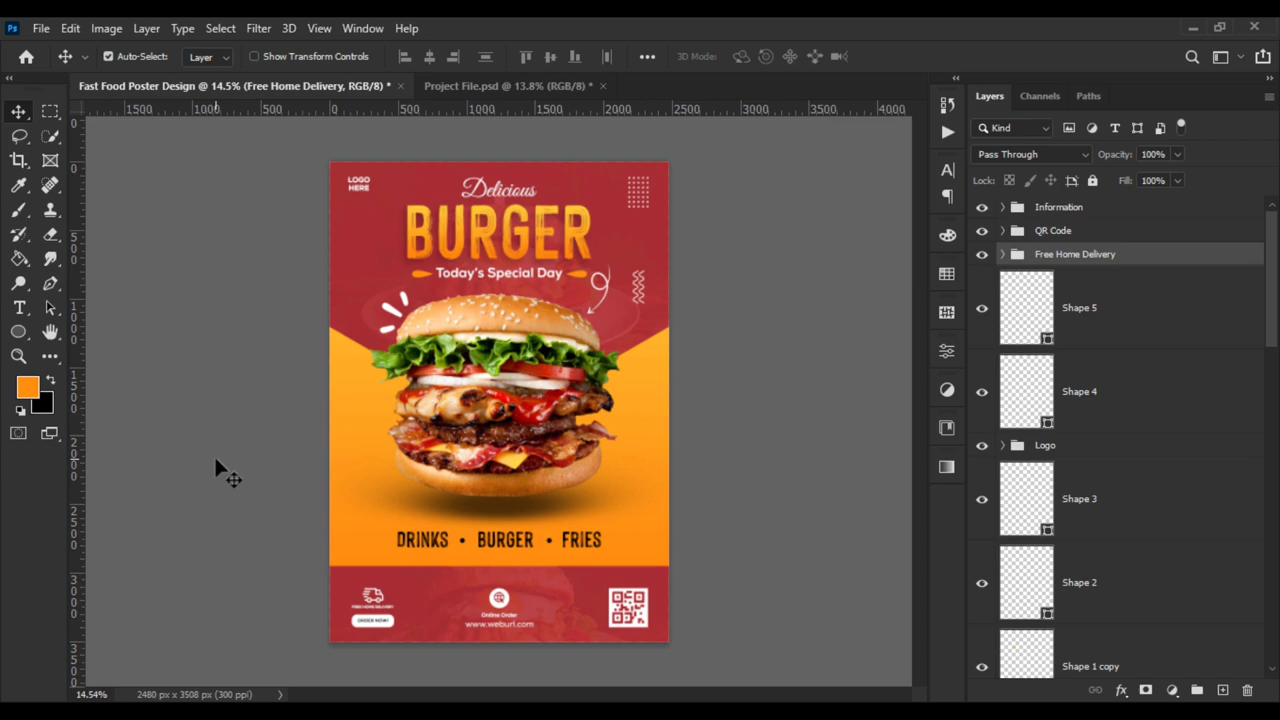 Ps File Edit Image Layer Type Select Filter 3D View Window Help
Auto-Select: Layer Show Transform Controls 3D Mode:
Fast Food Poster Design @ 14.5% (Free Home Delivery, RGB/8) * × Project File.psd @ 13.8% (RGB/8) * ×
1500 1000 500 0 500 1000 1500 2000 2500 3000 3500 4000
LOGO
HERE
Delicious
BURGER
Today's Special Day
DRINKS • BURGER • FRIES
FREE HOME DELIVERY
ORDER NOW!
Online Order
www.weburl.com
14.54% 2480 px x 3508 px (300 ppi)
Layers Channels Paths
Kind
Pass Through Opacity: 100%
Lock: Fill: 100%
Information
QR Code
Free Home Delivery
Shape 5
Shape 4
Logo
Shape 3
Shape 2
Shape 1 copy